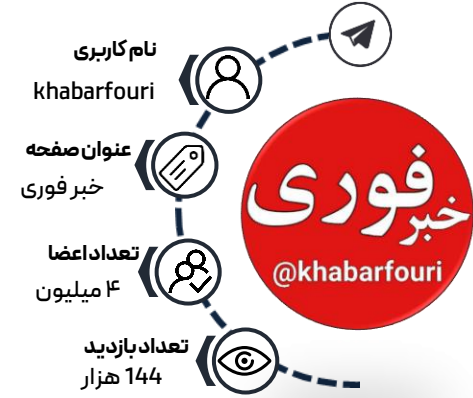 نام کاربری
khabarfouri
عنوان صفحه
خبر فوری
تعداد اعضا
۴ میلیون
تعداد بازدید
144 هزار
خبر فوری
@khabarfouri